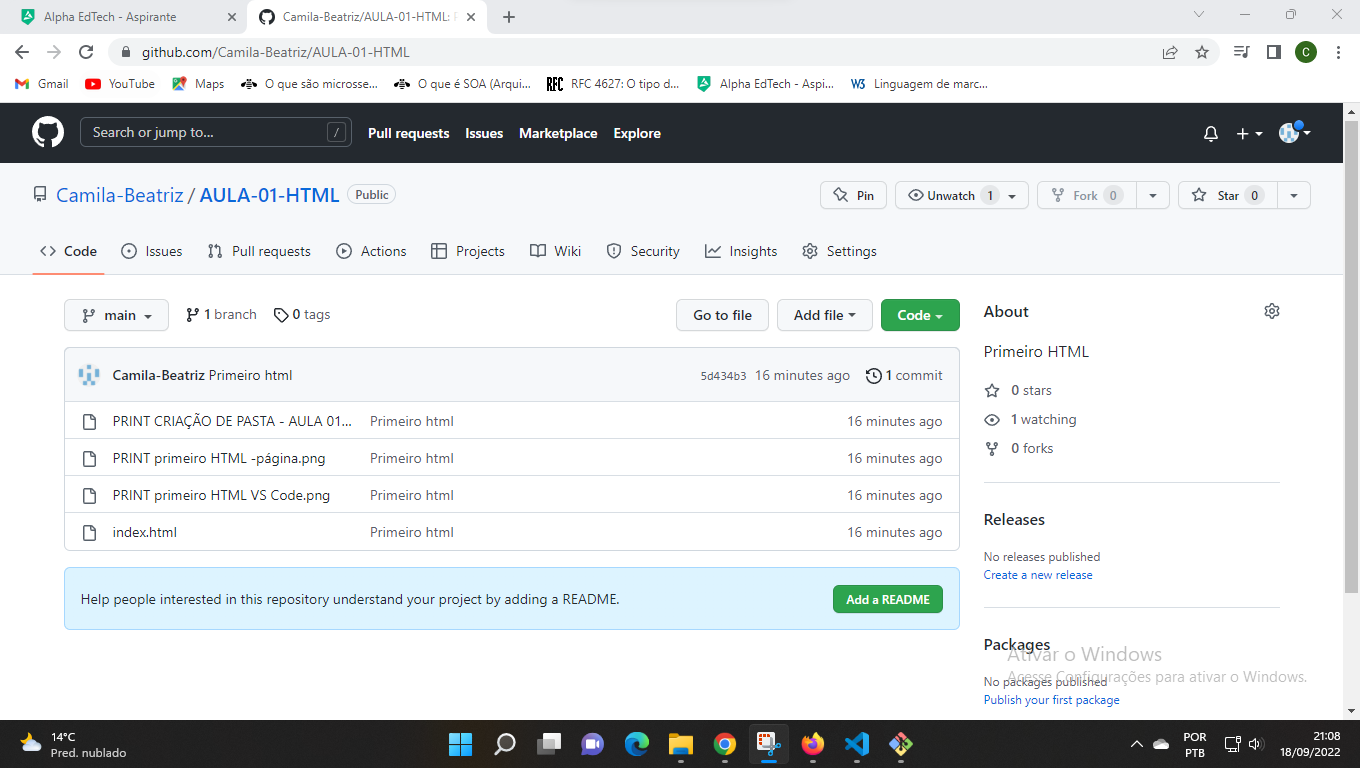 Alpha EdTech - Aspirante
Camila-Beatriz/AULA-01-HTML:
github.com/Camila-Beatriz/AULA-01-HTML
C
Gmail YouTube Maps O que são microsse... O que é SOA (Arqui... RFC RFC 4627: O tipo d... Alpha EdTech - Aspi... W3 Linguagem de marc...
Search or jump to... / Pull requests Issues Marketplace Explore
Camila-Beatriz / AULA-01-HTML Public
Pin Unwatch 1 Fork 0 Star 0
Code Issues Pull requests Actions Projects Wiki Security Insights Settings
main 1 branch 0 tags Go to file Add file Code
Camila-Beatriz Primeiro html 5d434b3 16 minutes ago 1 commit
PRINT CRIAÇÃO DE PASTA - AULA 01... Primeiro html 16 minutes ago
PRINT primeiro HTML -página.png Primeiro html 16 minutes ago
PRINT primeiro HTML VS Code.png Primeiro html 16 minutes ago
index.html Primeiro html 16 minutes ago
Help people interested in this repository understand your project by adding a README. Add a README
About
Primeiro HTML
0 stars
1 watching
0 forks
Releases
No releases published
Create a new release
Packages
No packages published
Publish your first package
Ativar o Windows
Acesse Configurações para ativar o Windows.
14°C
Pred. nublado
POR
PTB
21:08
18/09/2022